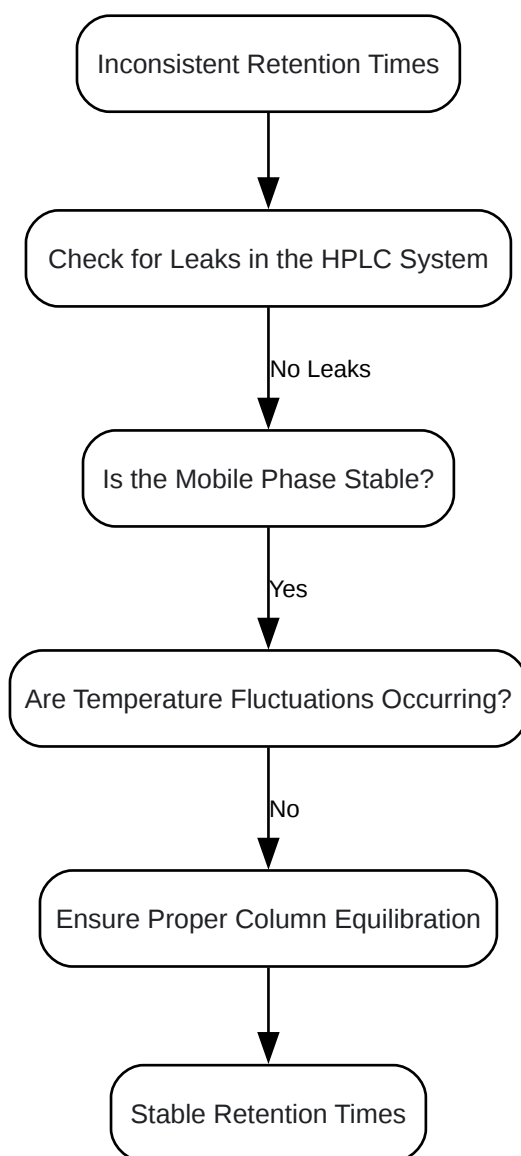 Inconsistent Retention Times
Check for Leaks in the HPLC System
No Leaks
Is the Mobile Phase Stable?
Yes
Are Temperature Fluctuations Occurring?
No
Ensure Proper Column Equilibration
Stable Retention Times